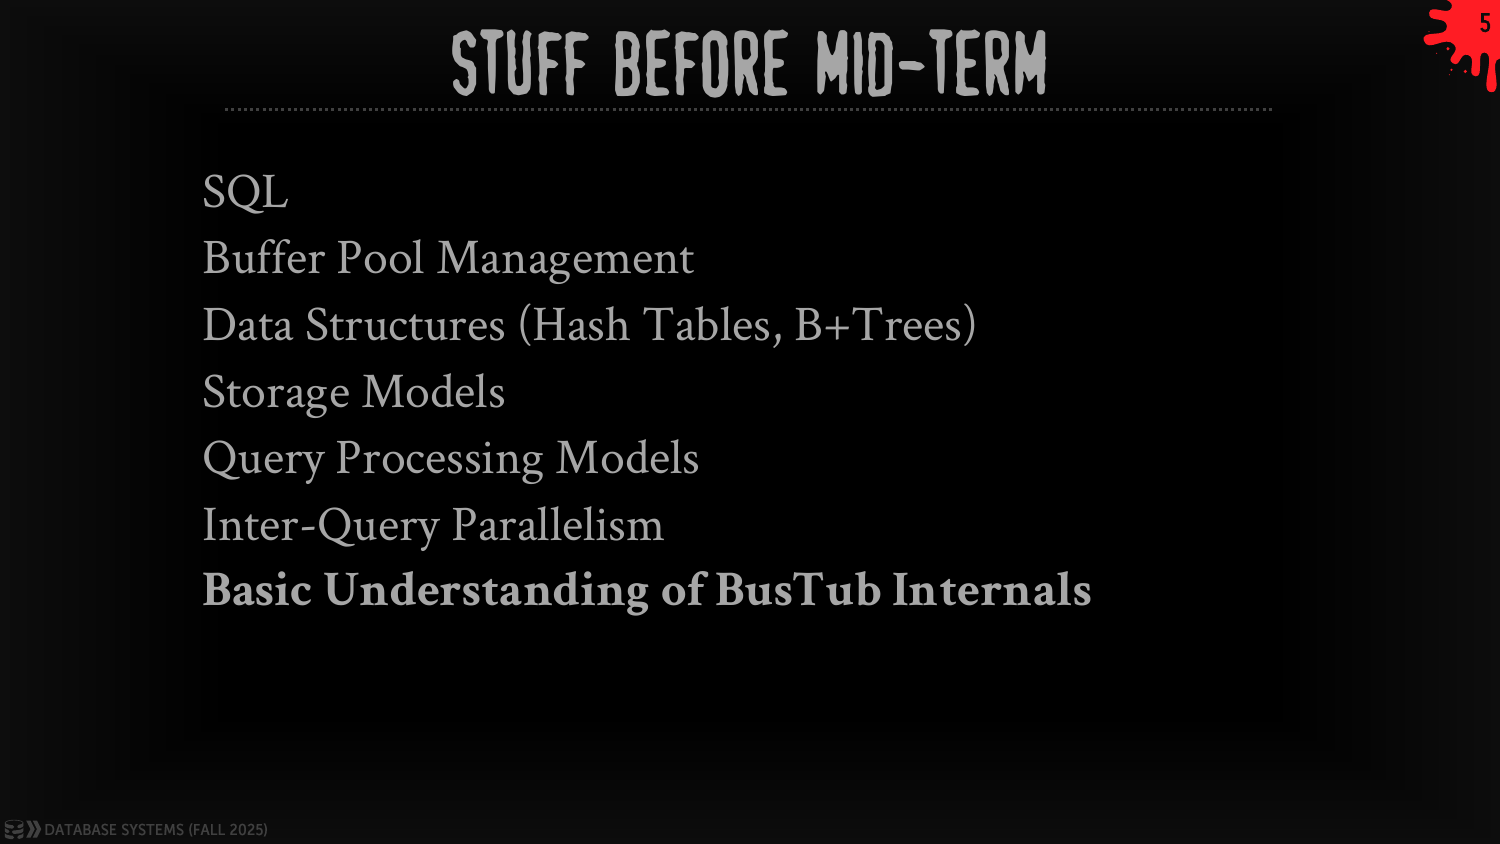 5
STUFF BEFORE MID-TERM
SQL
Buffer Pool Management
Data Structures (Hash Tables, B+Trees)
Storage Models
Query Processing Models
Inter-Query Parallelism
Basic Understanding of BusTub Internals
DATABASE SYSTEMS (FALL 2025)